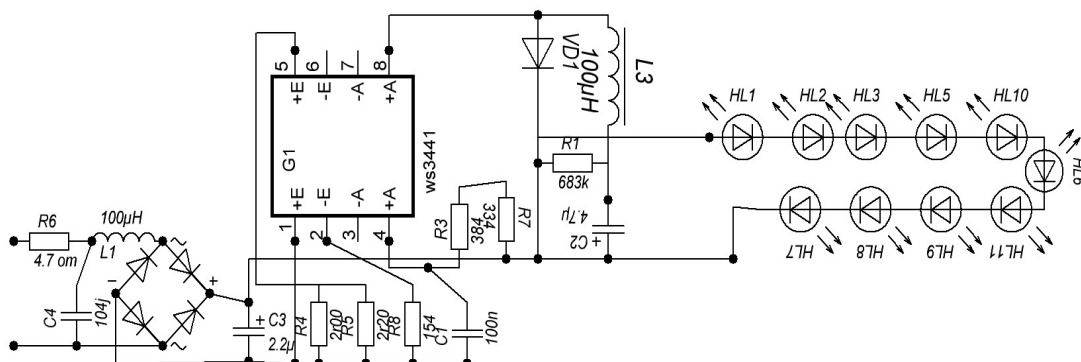 5 6 7 8
+E -E -A +A
G1
ws3441
+E -E -A +A
1 2 3 4
VD1
100µH
L3
HL1 HL2 HL3 HL5 HL10
HL6
HL7 HL8 HL9 HL11
R1
683k
4.7µ
C2 +
R3
384
R7
334
R6
4.7 om
100µH
L1
~
- +
~
C4
104j
+ C3
2.2µ
R4
2r00
R5
2r20
R8
154
C1
100n